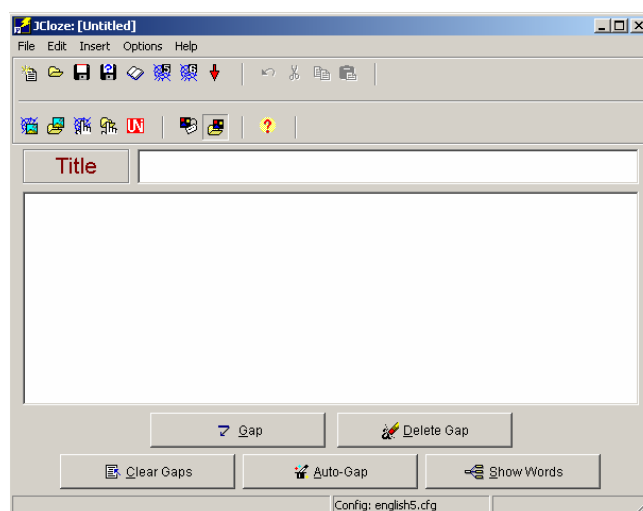 JCloze: [Untitled]
File Edit Insert Options Help
Title
Gap Delete Gap
Clear Gaps Auto-Gap Show Words
Config: english5.cfg